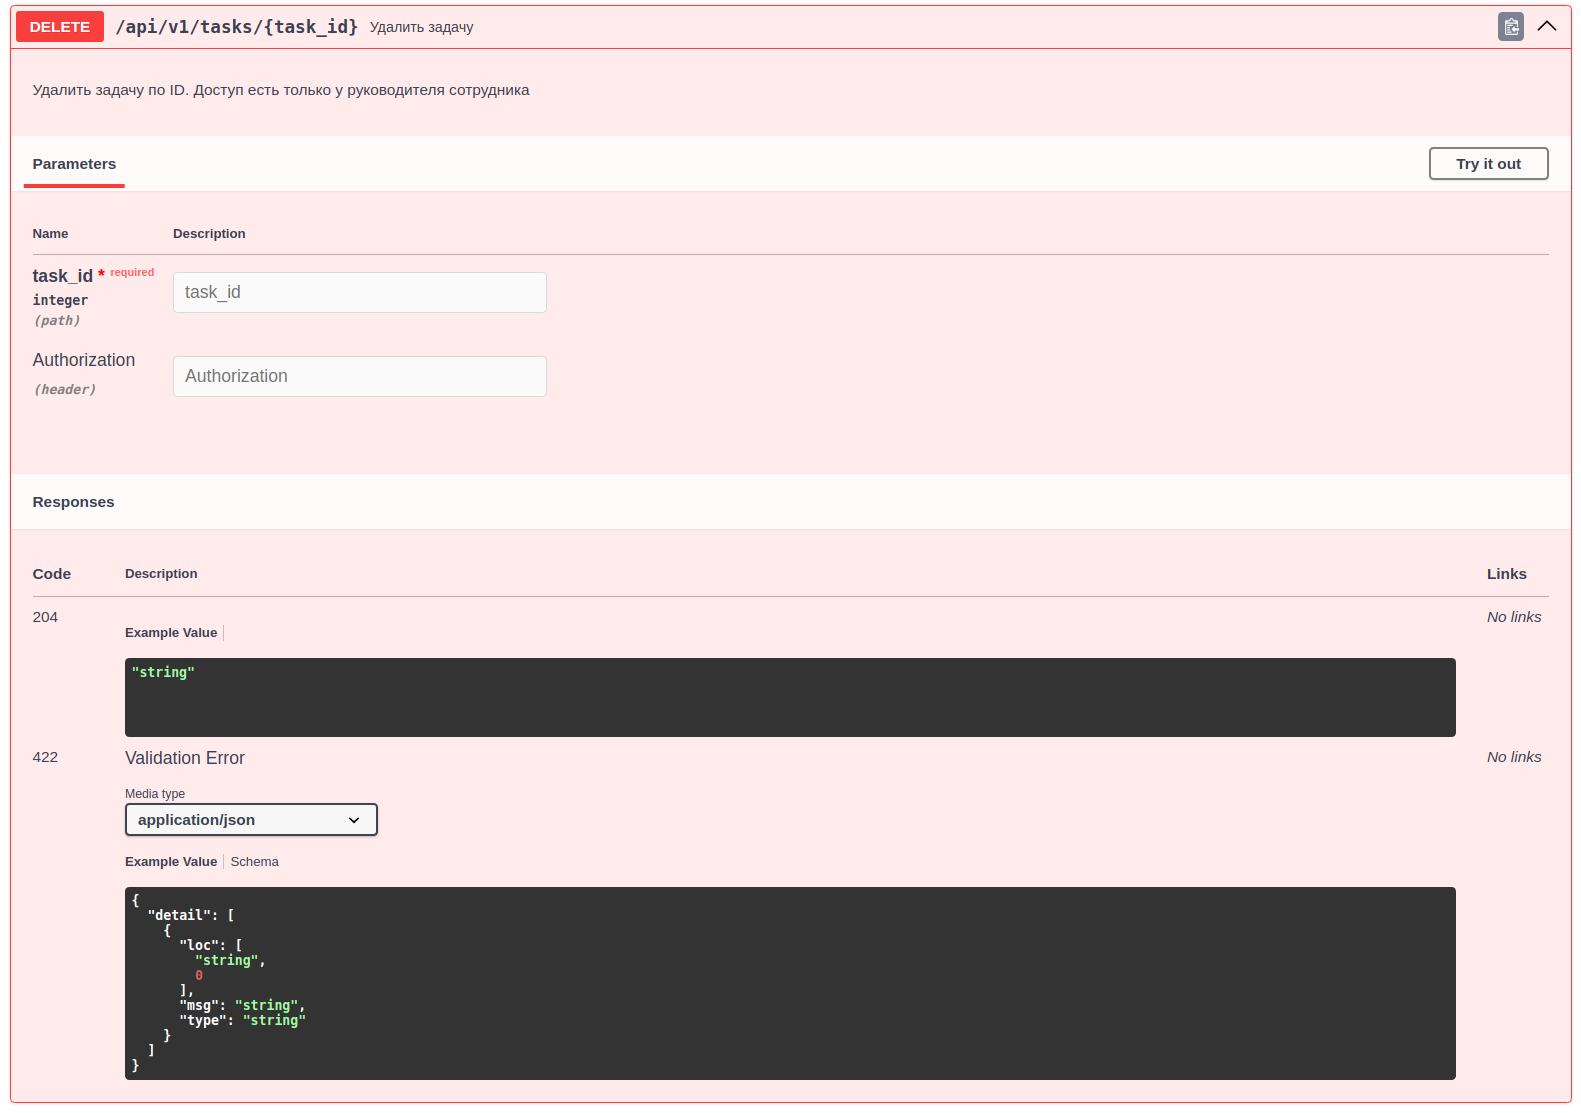 DELETE /api/v1/tasks/{task_id} Удалить задачу
Удалить задачу по ID. Доступ есть только у руководителя сотрудника
Parameters Try it out
Name Description
task_id * required task_id
integer
(path)
Authorization Authorization
(header)
Responses
Code Description Links
204 No links
Example Value
"string"
422 Validation Error No links
Media type
application/json
Example Value Schema
{
  "detail": [
    {
      "loc": [
        "string",
        0
      ],
      "msg": "string",
      "type": "string"
    }
  ]
}